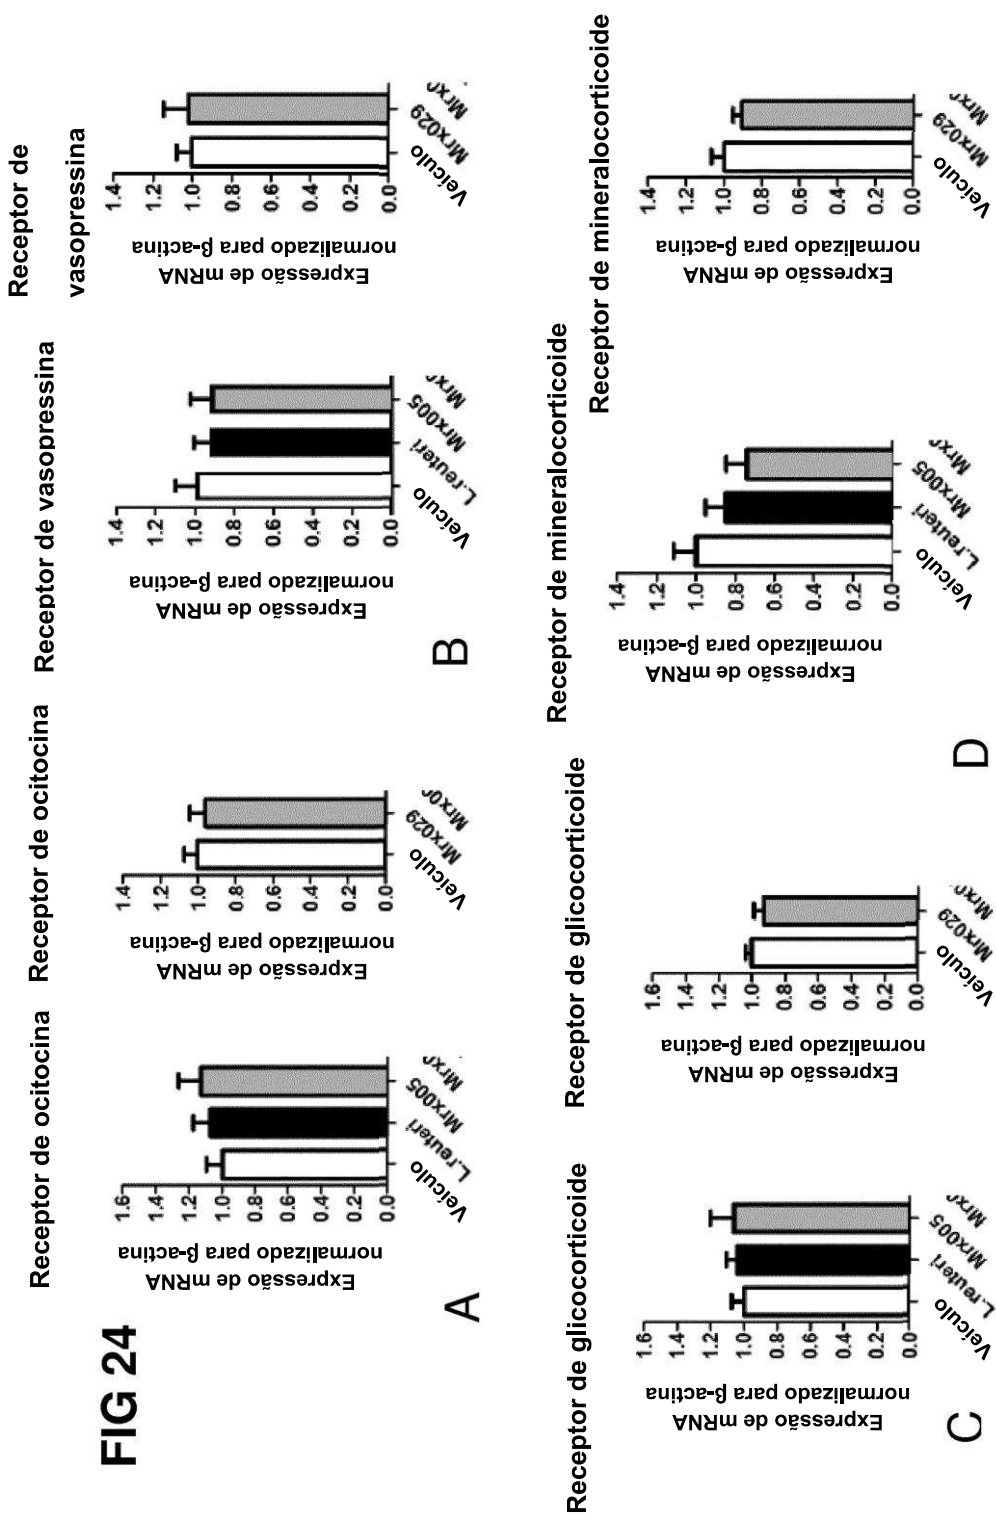 FIG 24
Receptor de ocitocina
Expressão de mRNA
normalizado para β-actina
1.6
1.4
1.2
1.0
0.8
0.6
0.4
0.2
0.0
Veículo
L.reuteri
Mrx005
A
Receptor de ocitocina
Expressão de mRNA
normalizado para β-actina
1.4
1.2
1.0
0.8
0.6
0.4
0.2
0.0
Veículo
Mrx029
Receptor de vasopressina
Expressão de mRNA
normalizado para β-actina
1.4
1.2
1.0
0.8
0.6
0.4
0.2
0.0
Veículo
L.reuteri
Mrx005
B
Receptor de
vasopressina
Expressão de mRNA
normalizado para β-actina
1.4
1.2
1.0
0.8
0.6
0.4
0.2
0.0
Veículo
Mrx029
Receptor de glicocorticoide
Expressão de mRNA
normalizado para β-actina
1.6
1.4
1.2
1.0
0.8
0.6
0.4
0.2
0.0
Veículo
L.reuteri
Mrx005
C
Receptor de glicocorticoide
Expressão de mRNA
normalizado para β-actina
1.6
1.4
1.2
1.0
0.8
0.6
0.4
0.2
0.0
Veículo
Mrx029
Receptor de mineralocorticoide
Expressão de mRNA
normalizado para β-actina
1.4
1.2
1.0
0.8
0.6
0.4
0.2
0.0
Veículo
L.reuteri
Mrx005
D
Receptor de mineralocorticoide
Expressão de mRNA
normalizado para β-actina
1.4
1.2
1.0
0.8
0.6
0.4
0.2
0.0
Veículo
Mrx029